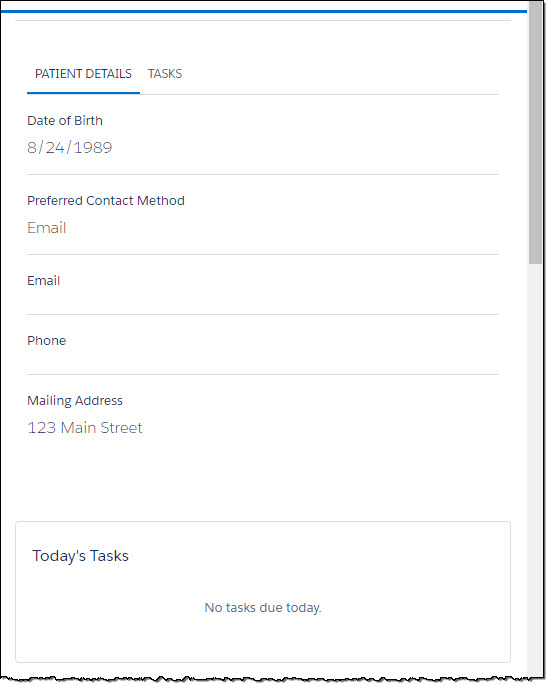 PATIENT DETAILS TASKS
Date of Birth
8/24/1989
Preferred Contact Method
Email
Email
Phone
Mailing Address
123 Main Street
Today's Tasks
No tasks due today.